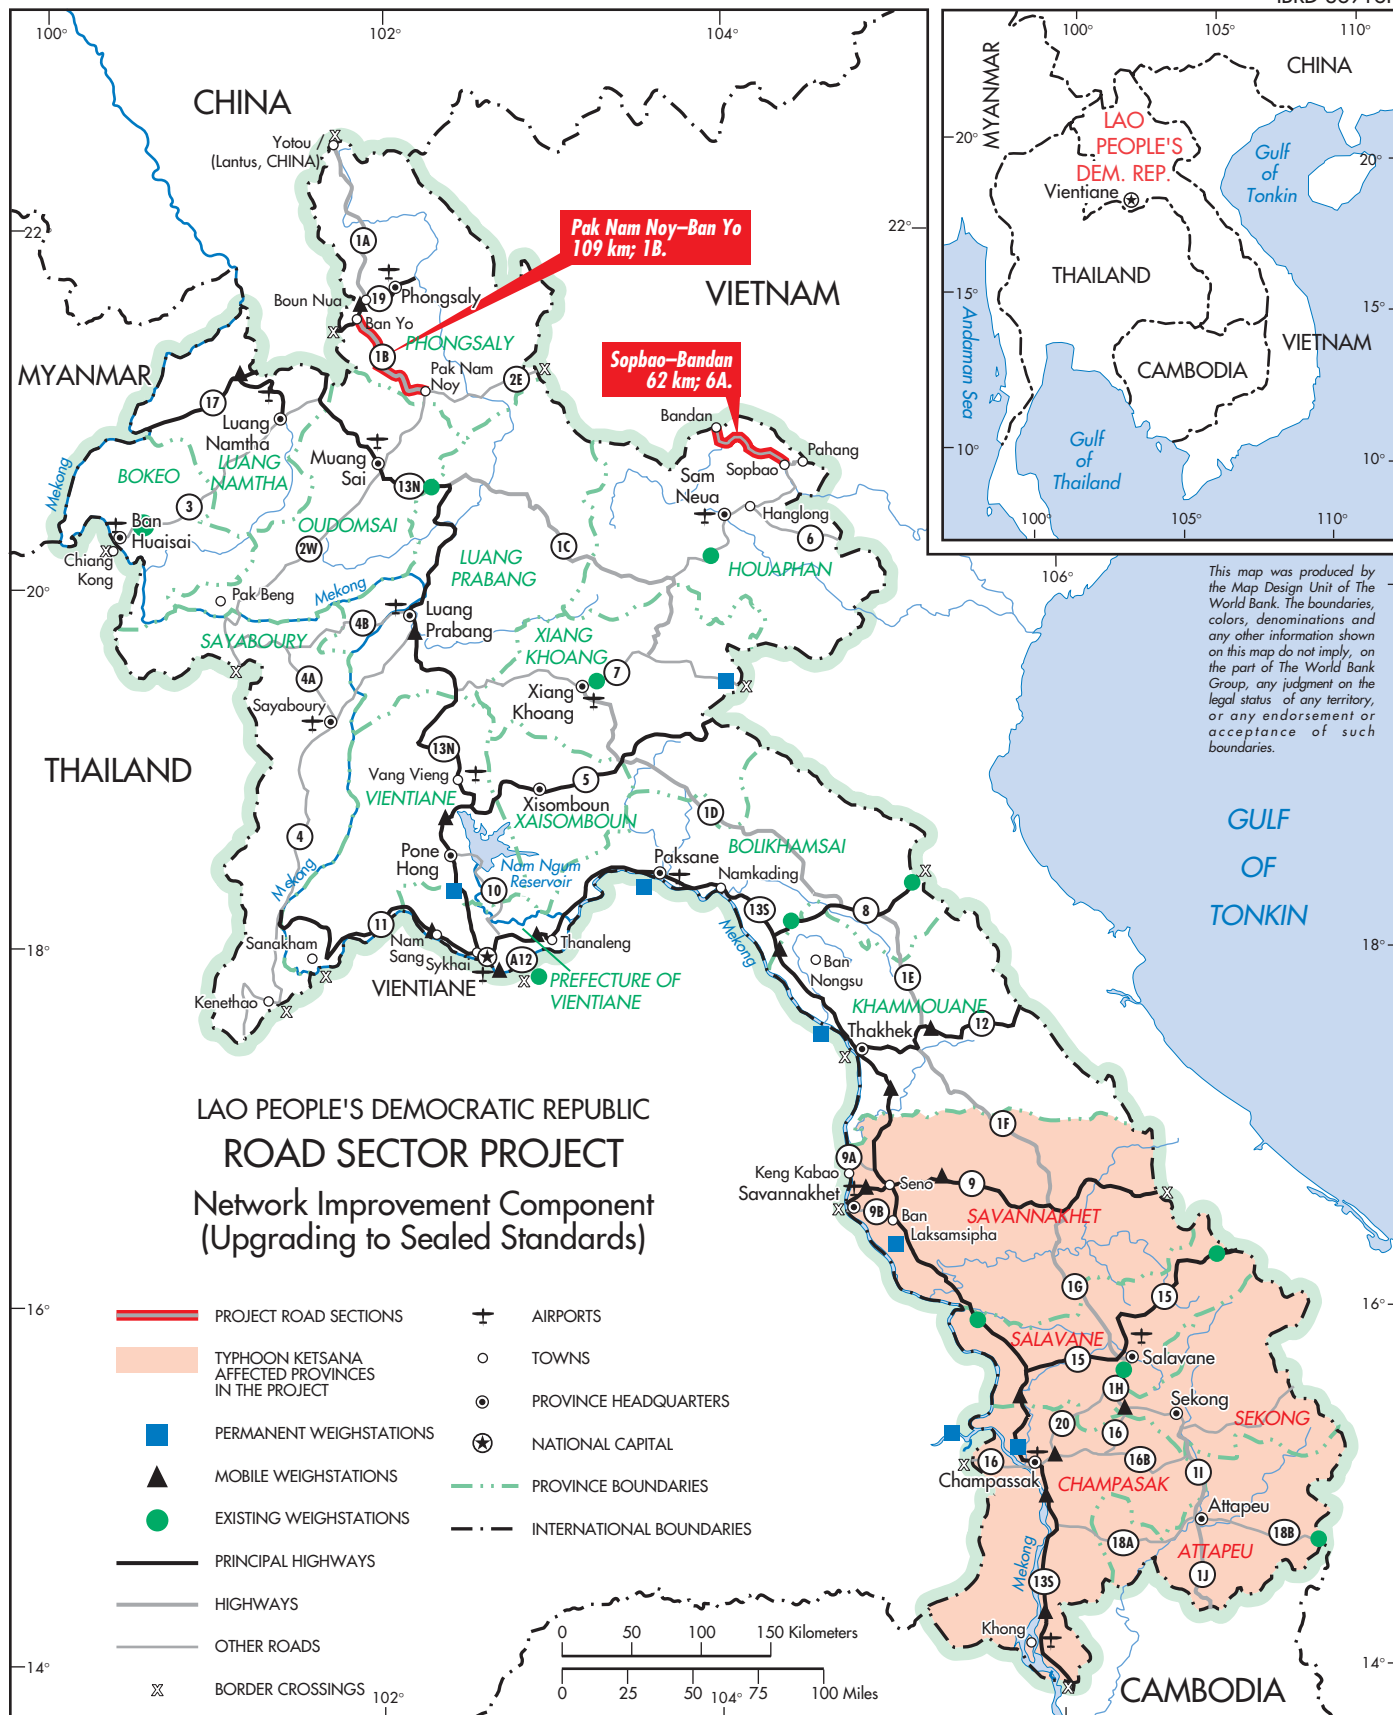 100°
102°
104°
CHINA
Yotou /
(Lantus, CHINA)
22°
22°
1A
Pak Nam Noy–Ban Yo
109 km; 1B.
19
Phongsaly
Boun Nua
Ban Yo
VIETNAM
1B
PHONGSALY
Pak Nam
Noy
2E
Sopbao–Bandan
62 km; 6A.
MYANMAR
17
Luang
Namtha
Bandan
Pahang
Sopbao
Muang
Sai
BOKEO
LUANG
NAMTHA
Mekong
13N
Sam
Neua
Hanglong
3
Ban
Huaisai
OUDOMSAI
6
2W
1C
Chiang
Kong
LUANG
PRABANG
HOUAPHAN
20°
Pak Beng
Mekong
4B
Luang
Prabang
SAYABOURY
XIANG
KHOANG
7
4A
Xiang
Khoang
Sayaboury
13N
THAILAND
Vang Vieng
5
VIENTIANE
Xisomboun
XAISOMBOUN
1D
4
BOLIKHAMSAI
Pone
Hong
Nam Ngum
Reservoir
Paksane
Namkading
Mekong
10
13S
8
11
Mekong
18°
Sanakham
Nam
Sang
Sykhai
A12
Thanaleng
Ban
Nongsu
1E
18°
VIENTIANE
PREFECTURE OF
VIENTIANE
Kenethao
KHAMMOUANE
Thakhek
12
1F
9A
Keng Kabao
Savannakhet
Seno
9
9B
Ban
Laksamsipha
SAVANNAKHET
1G
15
16°
SALAVANE
15
Salavane
1H
Sekong
20
16
SEKONG
16
16B
Champassak
CHAMPASAK
1I
Attapeu
18A
18B
Mekong
ATTAPEU
13S
1J
Khong
14°
CAMBODIA
100°
105°
110°
CHINA
MYANMAR
20°
LAO
PEOPLE'S
DEM. REP.
Gulf
of
Tonkin
20°
Vientiane
THAILAND
15°
15°
VIETNAM
Andaman Sea
CAMBODIA
10°
Gulf
of
Thailand
10°
100°
105°
110°
106°
This map was produced by
the Map Design Unit of The
World Bank. The boundaries,
colors, denominations and
any other information shown
on this map do not imply, on
the part of The World Bank
Group, any judgment on the
legal status of any territory,
or any endorsement or
acceptance of such
boundaries.
GULF
OF
TONKIN
LAO PEOPLE'S DEMOCRATIC REPUBLIC
ROAD SECTOR PROJECT
Network Improvement Component
(Upgrading to Sealed Standards)
16°
PROJECT ROAD SECTIONS
TYPHOON KETSANA
AFFECTED PROVINCES
IN THE PROJECT
PERMANENT WEIGHSTATIONS
MOBILE WEIGHSTATIONS
EXISTING WEIGHSTATIONS
PRINCIPAL HIGHWAYS
HIGHWAYS
OTHER ROADS
BORDER CROSSINGS
AIRPORTS
TOWNS
PROVINCE HEADQUARTERS
NATIONAL CAPITAL
PROVINCE BOUNDARIES
INTERNATIONAL BOUNDARIES
14°
0 50 100 150 Kilometers
0 25 50 75 100 Miles
102°
104°